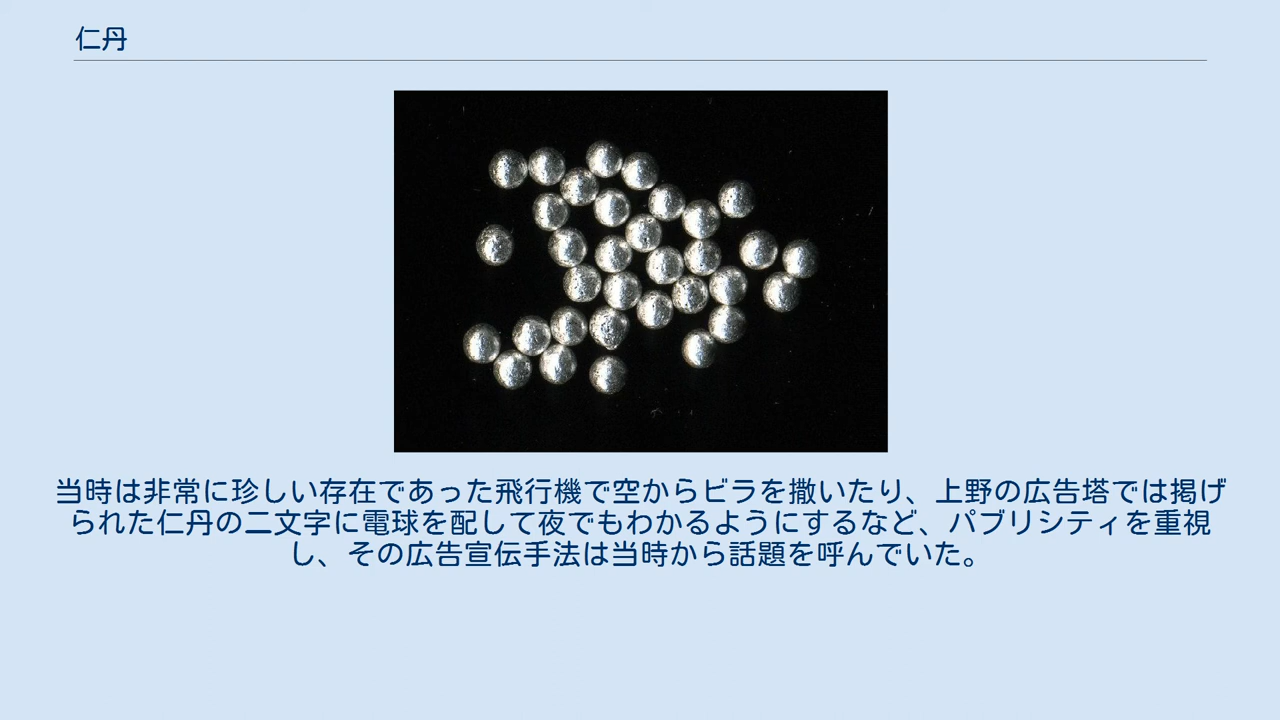 仁丹
当時は非常に珍しい存在であった飛行機で空からビラを撒いたり、上野の広告塔では掲げ
られた仁丹の二文字に電球を配して夜でもわかるようにするなど、パブリシティを重視
し、その広告宣伝手法は当時から話題を呼んでいた。